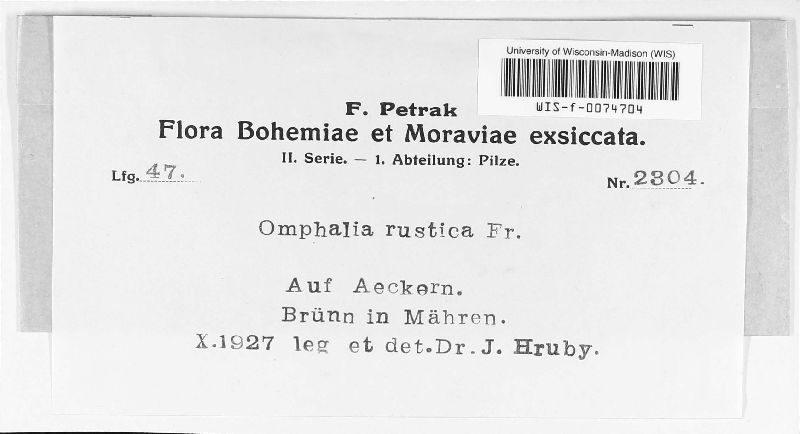 University of Wisconsin-Madison (WIS)
WIS-f-0074704
F. Petrak
Flora Bohemiae et Moraviae exsiccata.
II. Serie. — 1. Abteilung: Pilze.
Lfg. 47.
Nr. 2304.
Omphalia rustica Fr.
Auf Aeckern.
Brünn in Mähren.
X.1927 leg et det.Dr.J. Hruby.